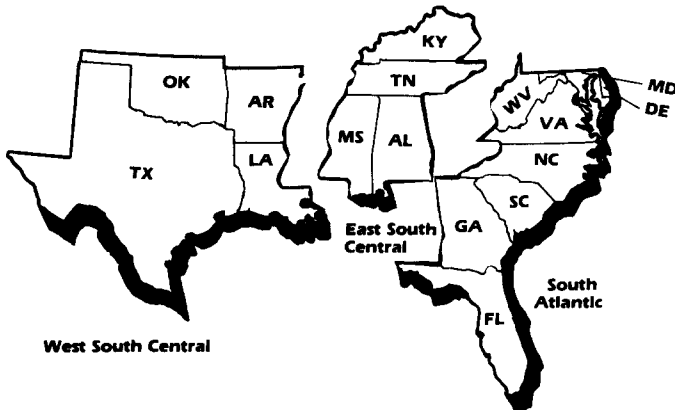 KY
OK
TN
AR
WV
MD
DE
VA
MS
AL
LA
NC
TX
SC
GA
East South
Central
South
Atlantic
FL
West South Central